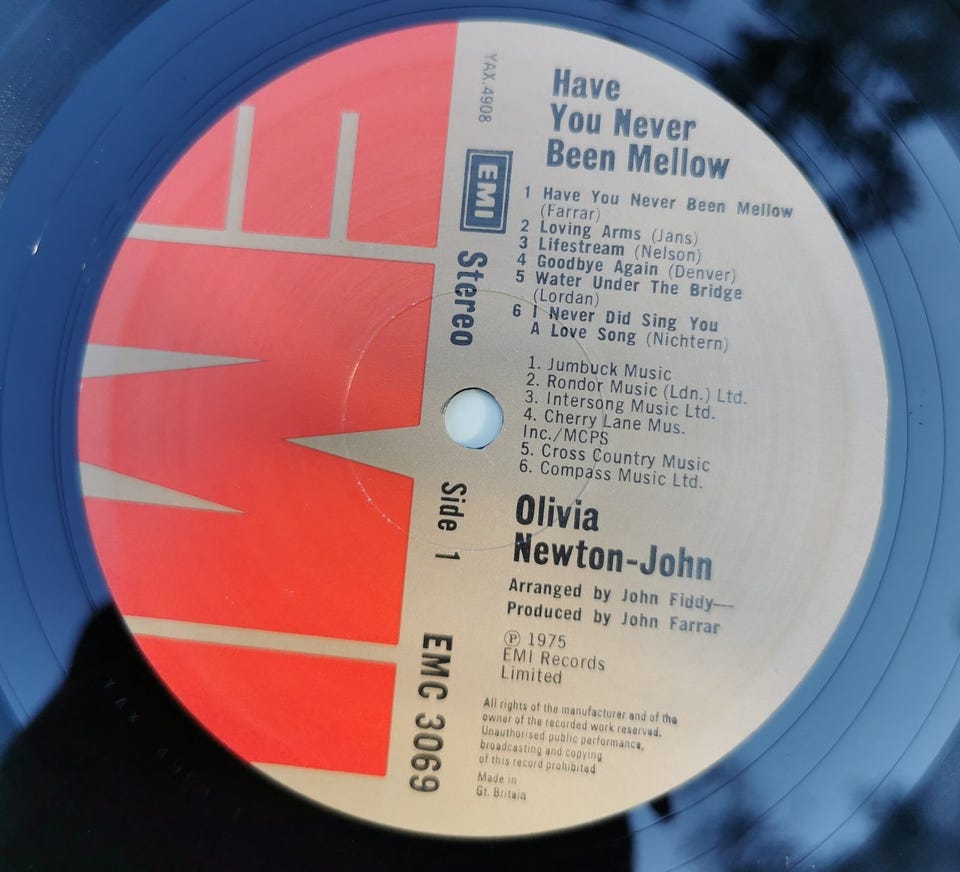 EMI
YAX.4908
EMI
Stereo
Side 1
EMC 3069
Have
You Never
Been Mellow
1 Have You Never Been Mellow
(Farrar)
2 Loving Arms (Jans)
3 Lifestream (Nelson)
4 Goodbye Again (Denver)
5 Water Under The Bridge
(Lordan)
6 I Never Did Sing You
A Love Song (Nichtern)
1. Jumbuck Music
2. Rondor Music (Ldn.) Ltd.
3. Intersong Music Ltd.
4. Cherry Lane Mus.
Inc./MCPS
5. Cross Country Music
6. Compass Music Ltd.
Olivia
Newton-John
Arranged by John Fiddy—
Produced by John Farrar
℗ 1975
EMI Records
Limited
All rights of the manufacturer and of the
owner of the recorded work reserved.
Unauthorised public performance,
broadcasting and copying
of this record prohibited
Made in
Gt. Britain
YAX